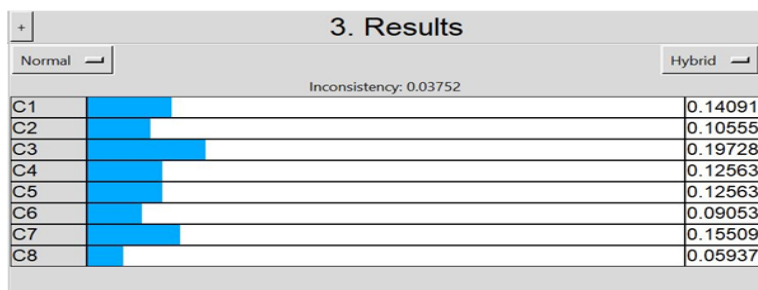 +
3. Results
Normal
Hybrid
Inconsistency: 0.03752
C1 0.14091
C2 0.10555
C3 0.19728
C4 0.12563
C5 0.12563
C6 0.09053
C7 0.15509
C8 0.05937